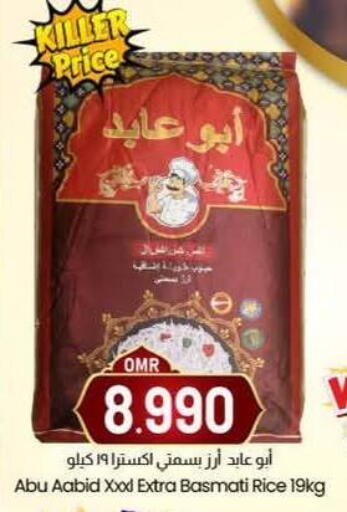 KILLER
Price
أبو عابد
OMR
8.990
أبو عابد أرز بسمتي اكسترا ١٩ كيلو
Abu Aabid Xxxl Extra Basmati Rice 19kg